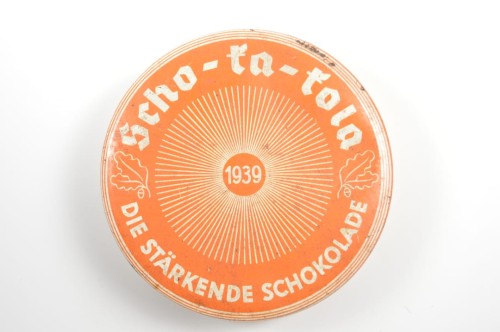 Scho-ka-kola
1939
DIE STÄRKENDE SCHOKOLADE